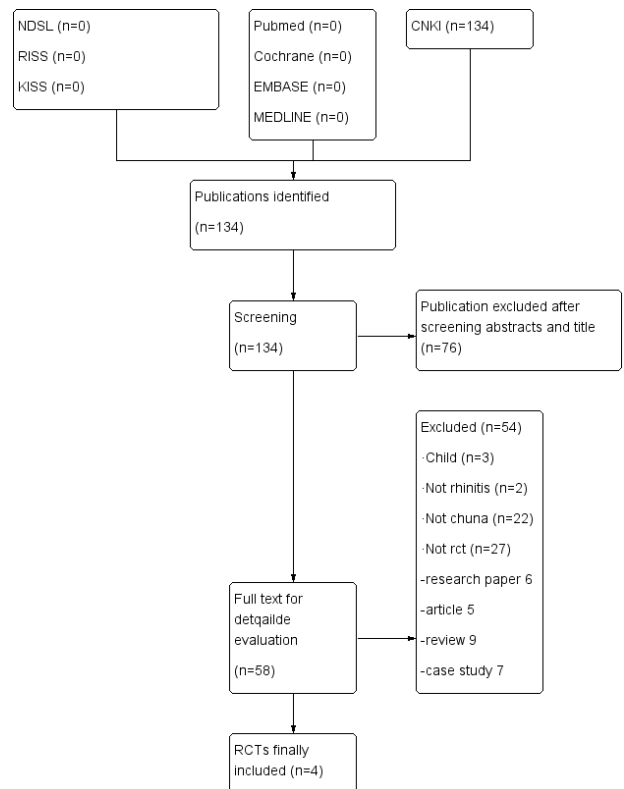 NDSL (n=0)
RISS (n=0)
KISS (n=0)
Pubmed (n=0)
Cochrane (n=0)
EMBASE (n=0)
MEDLINE (n=0)
CNKI (n=134)
Publications identified
(n=134)
Screening
(n=134)
Publication excluded after
screening abstracts and title
(n=76)
Excluded (n=54)
·Child (n=3)
·Not rhinitis (n=2)
·Not chuna (n=22)
·Not rct (n=27)
-research paper 6
-article 5
-review 9
-case study 7
Full text for
detqailde
evaluation
(n=58)
RCTs finally
included (n=4)